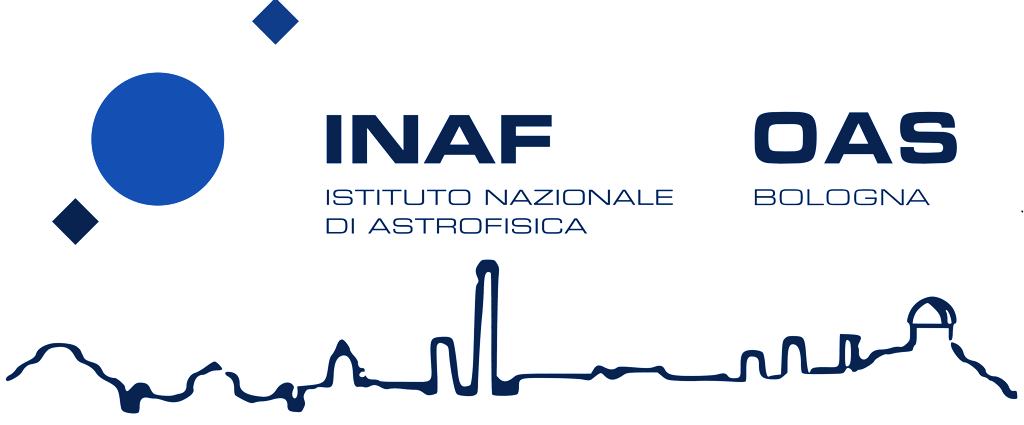 INAF
ISTITUTO NAZIONALE
DI ASTROFISICA
OAS
BOLOGNA